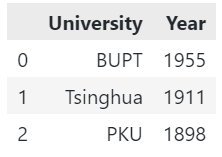 University Year
0 BUPT 1955
1 Tsinghua 1911
2 PKU 1898